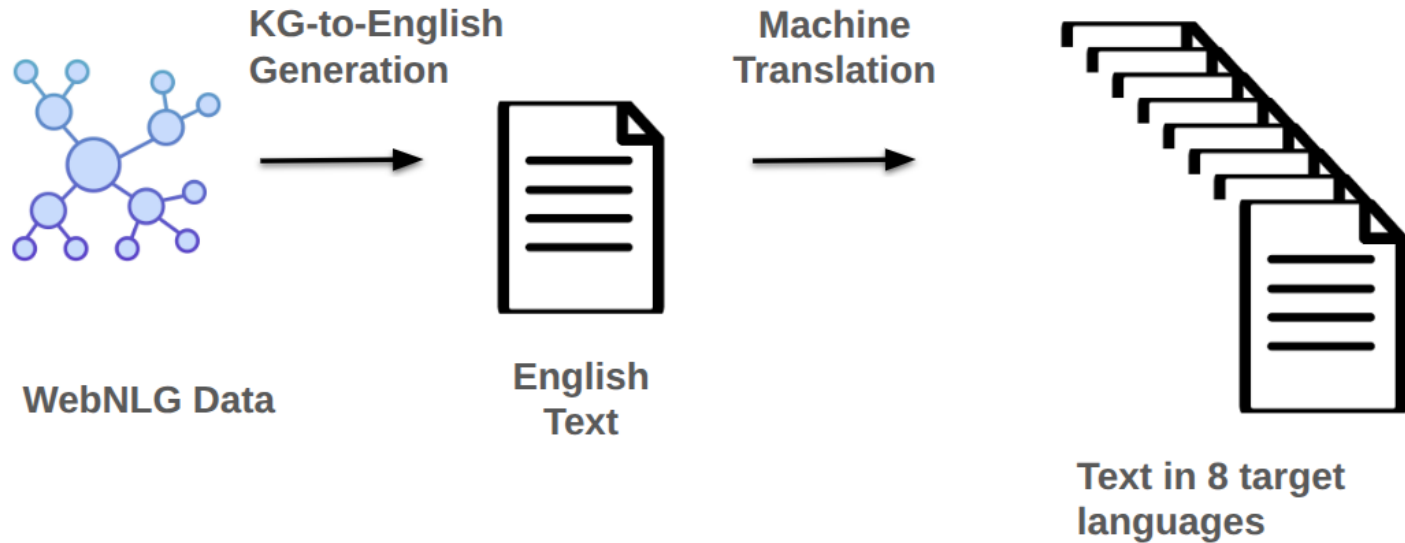 KG-to-English
Generation
Machine
Translation
WebNLG Data
English
Text
Text in 8 target
languages